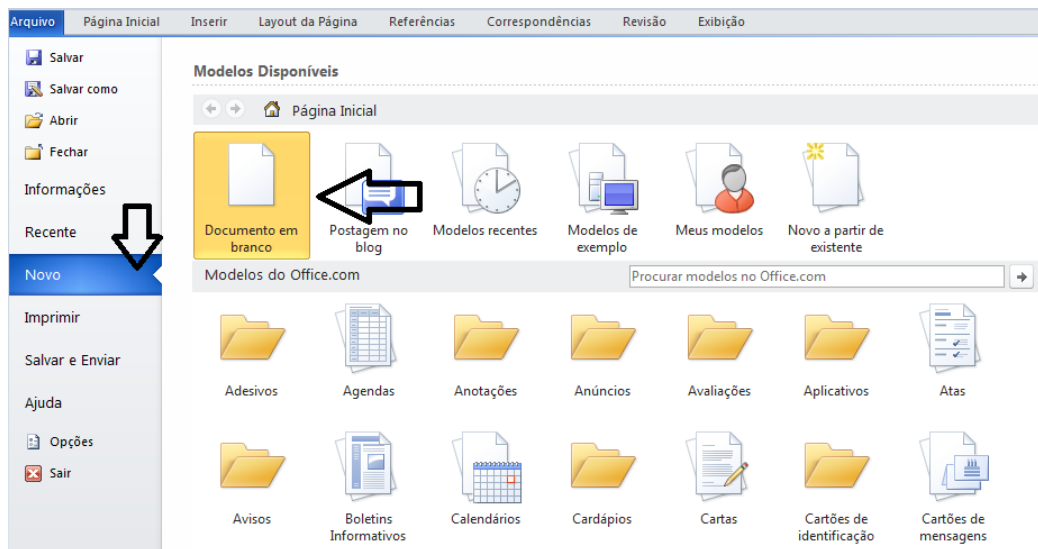 Arquivo Página Inicial Inserir Layout da Página Referências Correspondências Revisão Exibição
Salvar
Salvar como
Abrir
Fechar
Informações
Recente
Novo
Imprimir
Salvar e Enviar
Ajuda
Opções
Sair
Modelos Disponíveis
Página Inicial
Documento em
branco
Postagem no
blog
Modelos recentes
Modelos de
exemplo
Meus modelos
Novo a partir de
existente
Modelos do Office.com
Procurar modelos no Office.com
Adesivos
Agendas
Anotações
Anúncios
Avaliações
Aplicativos
Atas
Avisos
Boletins
Informativos
Calendários
Cardápios
Cartas
Cartões de
identificação
Cartões de
mensagens